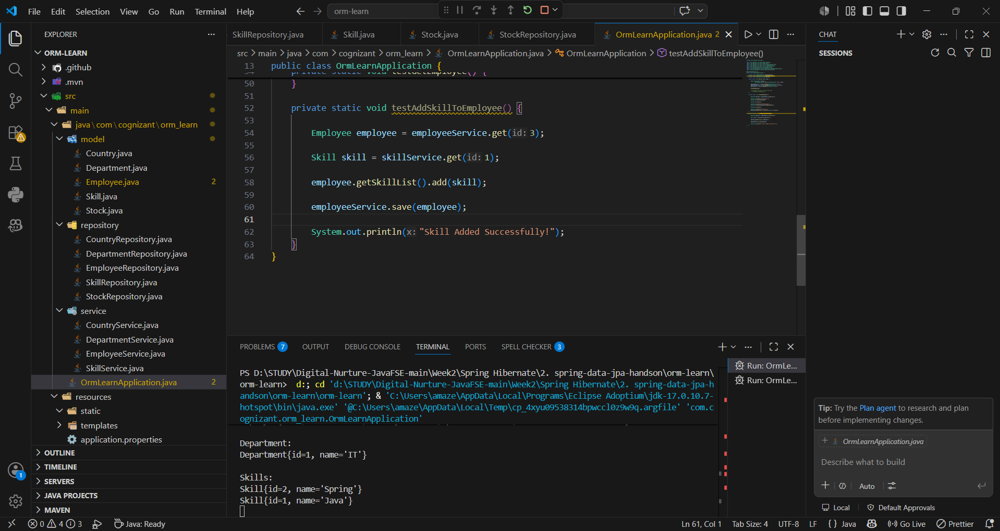 File Edit Selection View Go Run Terminal Help
orm-learn
EXPLORER
ORM-LEARN
.github
.mvn
src
main
java\com\cognizant\orm_learn
model
Country.java
Department.java
Employee.java 2
Skill.java
Stock.java
repository
CountryRepository.java
DepartmentRepository.java
EmployeeRepository.java
SkillRepository.java
StockRepository.java
service
CountryService.java
DepartmentService.java
EmployeeService.java
SkillService.java
OrmLearnApplication.java 2
resources
static
templates
application.properties
OUTLINE
TIMELINE
SERVERS
JAVA PROJECTS
MAVEN
1
SkillRepository.java Skill.java Stock.java StockRepository.java OrmLearnApplication.java 2
src > main > java > com > cognizant > orm_learn > OrmLearnApplication.java > OrmLearnApplication > testAddSkillToEmployee()
13 public class OrmLearnApplication {
50 }
51
52 private static void testAddSkillToEmployee() {
53
54 Employee employee = employeeService.get(id: 3);
55
56 Skill skill = skillService.get(id: 1);
57
58 employee.getSkillList().add(skill);
59
60 employeeService.save(employee);
61
62 System.out.println(x: "Skill Added Successfully!");
63 }
64 }
PROBLEMS 7 OUTPUT DEBUG CONSOLE TERMINAL PORTS SPELL CHECKER 3
PS D:\STUDY\Digital-Nurture-JavaFSE-main\Week2\Spring Hibernate\2. spring-data-jpa-handson\orm-learn\
orm-learn> d:; cd 'd:\STUDY\Digital-Nurture-JavaFSE-main\Week2\Spring Hibernate\2. spring-data-jpa-h
andson\orm-learn\orm-learn'; & 'C:\Users\amaze\AppData\Local\Programs\Eclipse Adoptium\jdk-17.0.10.7-
hotspot\bin\java.exe' '@C:\Users\amaze\AppData\Local\Temp\cp_4xyu09538314bpwccl0z9w9q.argfile' 'com.c
ognizant.orm_learn.OrmLearnApplication'
Department:
Department{id=1, name='IT'}
Skills:
Skill{id=2, name='Spring'}
Skill{id=1, name='Java'}
Run: OrmLe...
Run: OrmLe...
CHAT
SESSIONS
Tip: Try the Plan agent to research and plan
before implementing changes.
OrmLearnApplication.java
Describe what to build
Auto
Local Default Approvals
0 4 3 Java: Ready
Ln 61, Col 1 Tab Size: 4 UTF-8 LF {} Java Go Live Prettier